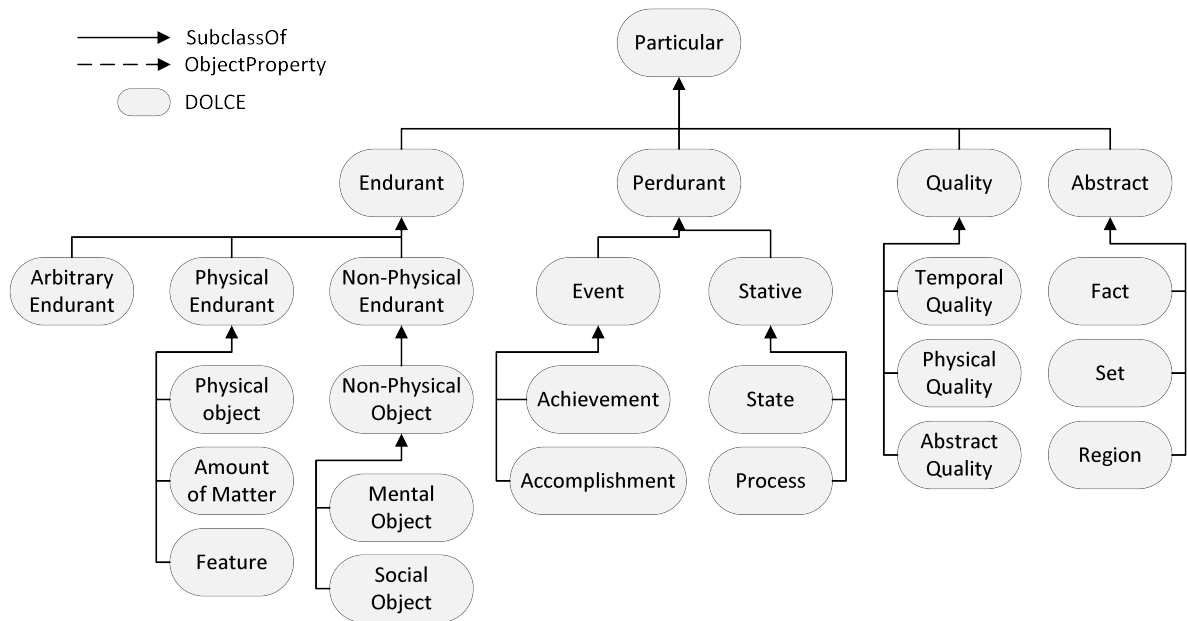 SubclassOf
ObjectProperty
DOLCE
Particular
Endurant
Perdurant
Quality
Abstract
Arbitrary
Endurant
Physical
Endurant
Non-Physical
Endurant
Event
Stative
Temporal
Quality
Fact
Physical
object
Non-Physical
Object
Achievement
State
Physical
Quality
Set
Amount
of Matter
Mental
Object
Accomplishment
Process
Abstract
Quality
Region
Feature
Social
Object